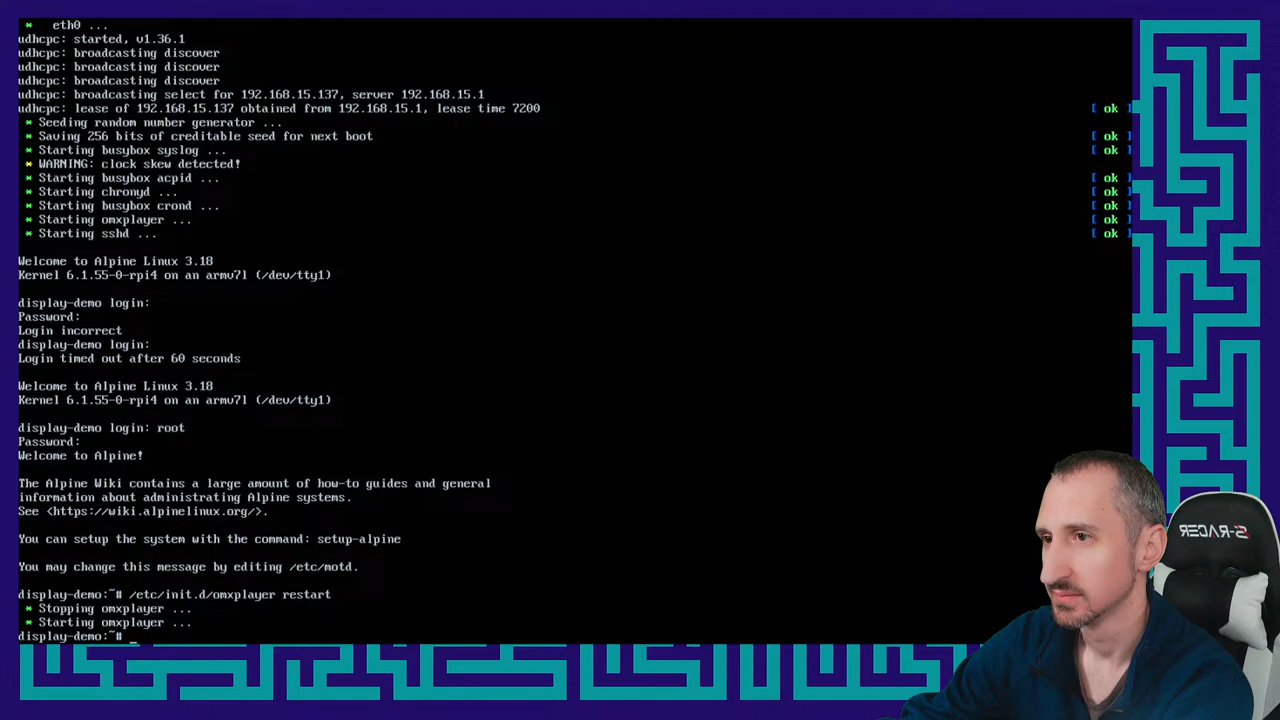 * eth0 ...
udhcpc: started, v1.36.1
udhcpc: broadcasting discover
udhcpc: broadcasting discover
udhcpc: broadcasting discover
udhcpc: broadcasting select for 192.168.15.137, server 192.168.15.1
udhcpc: lease of 192.168.15.137 obtained from 192.168.15.1, lease time 7200
[ ok ]
* Seeding random number generator ...
* Saving 256 bits of creditable seed for next boot
[ ok ]
* Starting busybox syslog ...
[ ok ]
* WARNING: clock skew detected!
* Starting busybox acpid ...
[ ok ]
* Starting chronyd ...
[ ok ]
* Starting busybox crond ...
[ ok ]
* Starting omxplayer ...
[ ok ]
* Starting sshd ...
[ ok ]
Welcome to Alpine Linux 3.18
Kernel 6.1.55-0-rpi4 on an armv7l (/dev/tty1)
display-demo login:
Password:
Login incorrect
display-demo login:
Login timed out after 60 seconds
Welcome to Alpine Linux 3.18
Kernel 6.1.55-0-rpi4 on an armv7l (/dev/tty1)
display-demo login: root
Password:
Welcome to Alpine!
The Alpine Wiki contains a large amount of how-to guides and general
information about administrating Alpine systems.
See <https://wiki.alpinelinux.org/>.
You can setup the system with the command: setup-alpine
You may change this message by editing /etc/motd.
display-demo:~# /etc/init.d/omxplayer restart
* Stopping omxplayer ...
* Starting omxplayer ...
display-demo:~# _
S-RACER